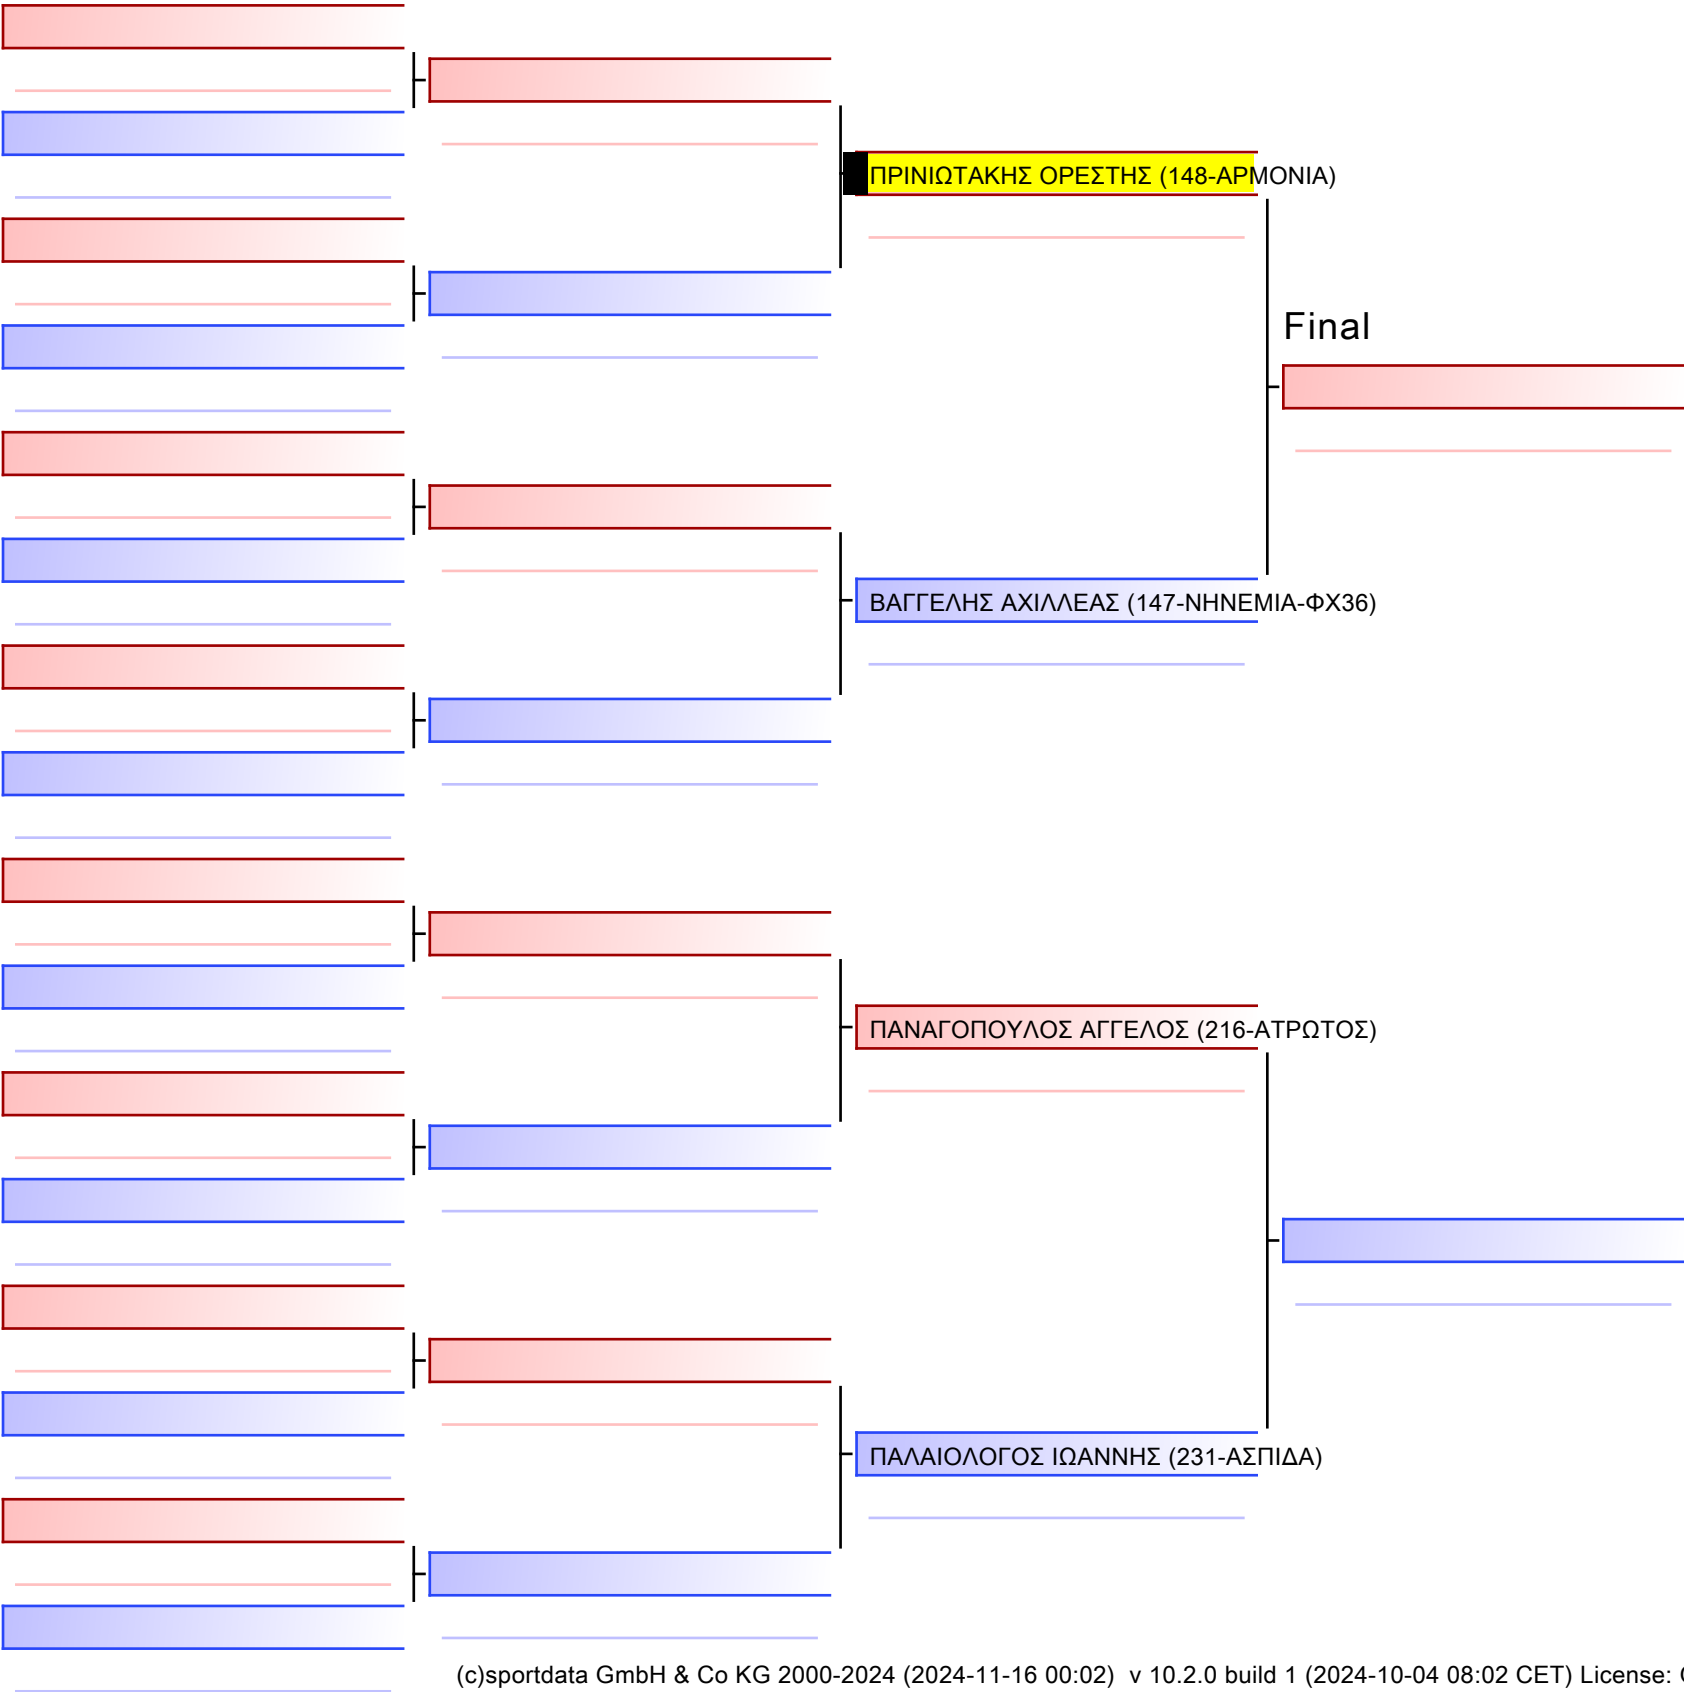 ΠΡΙΝΙΩΤΑΚΗΣ ΟΡΕΣΤΗΣ (148-ΑΡΜΟΝΙΑ)
Final
ΒΑΓΓΕΛΗΣ ΑΧΙΛΛΕΑΣ (147-ΝΗΝΕΜΙΑ-ΦΧ36)
ΠΑΝΑΓΟΠΟΥΛΟΣ ΑΓΓΕΛΟΣ (216-ΑΤΡΩΤΟΣ)
ΠΑΛΑΙΟΛΟΓΟΣ ΙΩΑΝΝΗΣ (231-ΑΣΠΙΔΑ)
(c)sportdata GmbH & Co KG 2000-2024 (2024-11-16 00:02) v 10.2.0 build 1 (2024-10-04 08:02 CET) License: